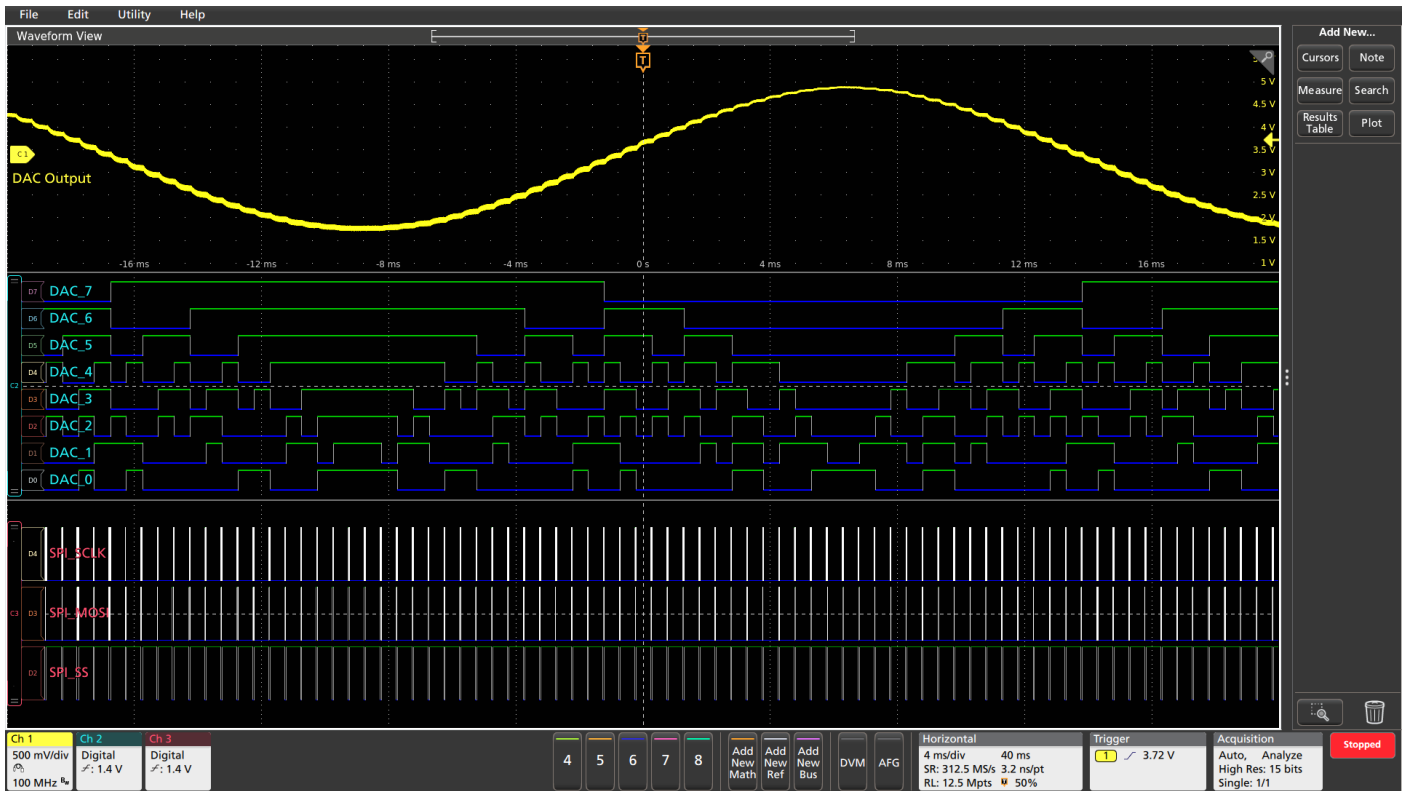 File Edit Utility Help
Waveform View
Add New...
T
T
Cursors Note
Measure Search
Results Table Plot
5 V
4.5 V
4 V
3.5 V
3 V
2.5 V
2 V
1.5 V
1 V
C1
DAC Output
-16 ms -12 ms -8 ms -4 ms 0 s 4 ms 8 ms 12 ms 16 ms
D7 DAC_7
D6 DAC_6
D5 DAC_5
D4 DAC_4
C2
D3 DAC_3
D2 DAC_2
D1 DAC_1
D0 DAC_0
D4 SPI_SCLK
C3 D3 SPI_MOSI
D2 SPI_SS
Ch 1
500 mV/div
100 MHz Bw
Ch 2
Digital
: 1.4 V
Ch 3
Digital
: 1.4 V
4 5 6 7 8
Add New Math
Add New Ref
Add New Bus
DVM AFG
Horizontal
4 ms/div 40 ms
SR: 312.5 MS/s 3.2 ns/pt
RL: 12.5 Mpts 50%
Trigger
1 3.72 V
Acquisition
Auto, Analyze
High Res: 15 bits
Single: 1/1
Stopped